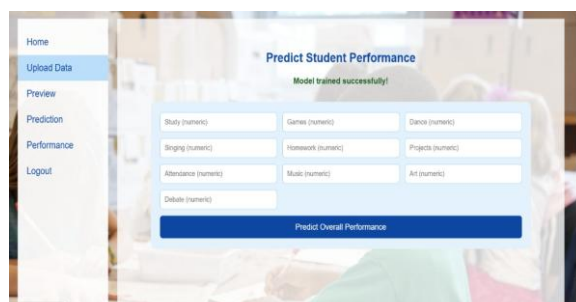 Home
Upload Data
Preview
Prediction
Performance
Logout
Predict Student Performance
Model trained successfully!
Study (numeric) Games (numeric) Dance (numeric)
Singing (numeric) Homework (numeric) Projects (numeric)
Attendance (numeric) Music (numeric) Art (numeric)
Debate (numeric)
Predict Overall Performance